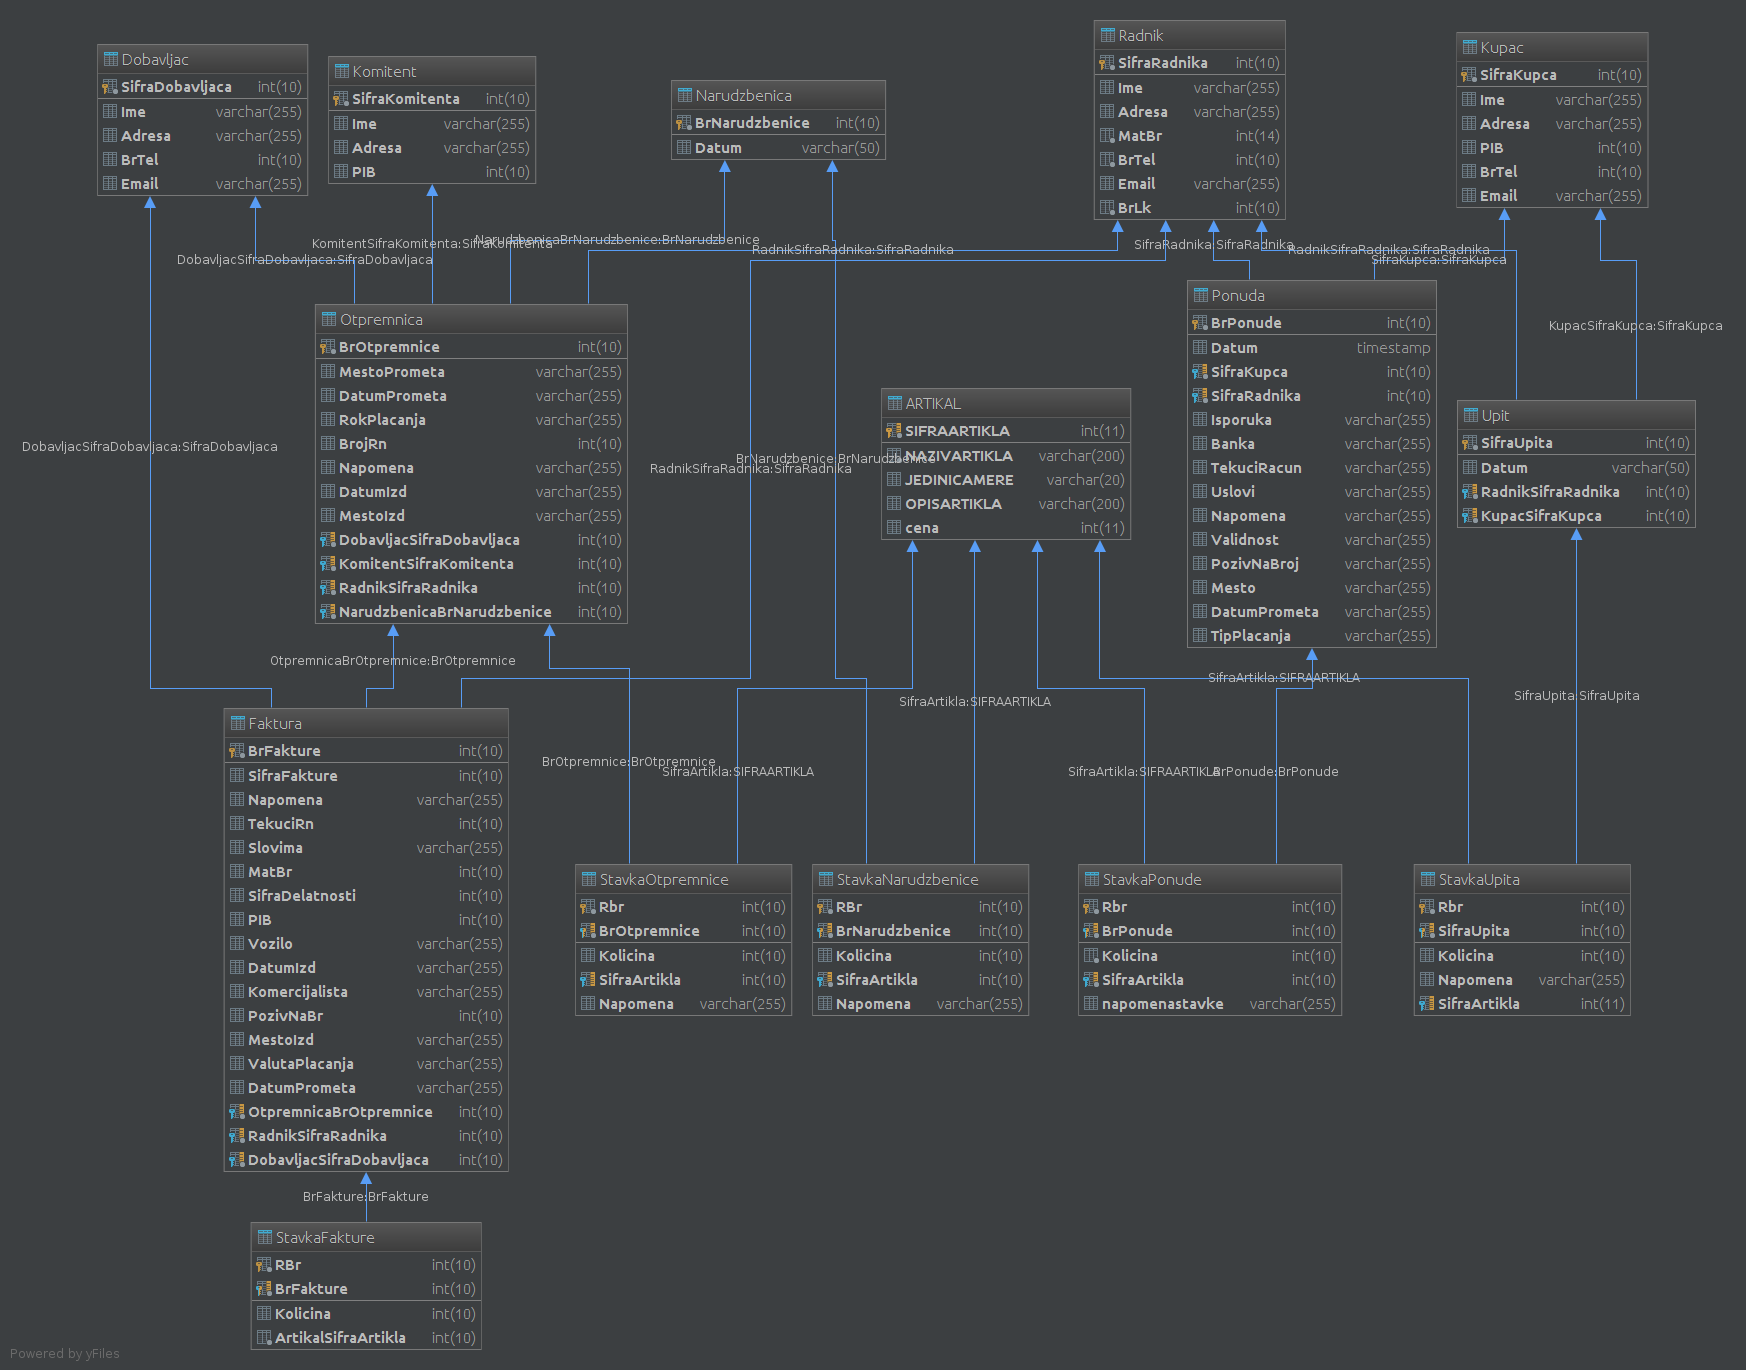 Dobavljac
SifraDobavljaca int(10)
Ime varchar(255)
Adresa varchar(255)
BrTel int(10)
Email varchar(255)
Komitent
SifraKomitenta int(10)
Ime varchar(255)
Adresa varchar(255)
PIB int(10)
Narudzbenica
BrNarudzbenice int(10)
Datum varchar(50)
Radnik
SifraRadnika int(10)
Ime varchar(255)
Adresa varchar(255)
MatBr int(14)
BrTel int(10)
Email varchar(255)
BrLk int(10)
Kupac
SifraKupca int(10)
Ime varchar(255)
Adresa varchar(255)
PIB int(10)
BrTel int(10)
Email varchar(255)
KomitentSifraKomitenta:SifraKomitenta
NarudzbenicaBrNarudzbenice:BrNarudzbenice
DobavljacSifraDobavljaca:SifraDobavljaca
RadnikSifraRadnika:SifraRadnika
SifraRadnika:SifraRadnika
RadnikSifraRadnika:SifraRadnika
SifraKupca:SifraKupca
KupacSifraKupca:SifraKupca
Otpremnica
BrOtpremnice int(10)
MestoPrometa varchar(255)
DatumPrometa varchar(255)
RokPlacanja varchar(255)
BrojRn int(10)
Napomena varchar(255)
DatumIzd varchar(255)
MestoIzd varchar(255)
DobavljacSifraDobavljaca int(10)
KomitentSifraKomitenta int(10)
RadnikSifraRadnika int(10)
NarudzbenicaBrNarudzbenice int(10)
ARTIKAL
SIFRAARTIKLA int(11)
NAZIVARTIKLA varchar(200)
JEDINICAMERE varchar(20)
OPISARTIKLA varchar(200)
cena int(11)
Ponuda
BrPonude int(10)
Datum timestamp
SifraKupca int(10)
SifraRadnika int(10)
Isporuka varchar(255)
Banka varchar(255)
TekuciRacun varchar(255)
Uslovi varchar(255)
Napomena varchar(255)
Validnost varchar(255)
PozivNaBroj varchar(255)
Mesto varchar(255)
DatumPrometa varchar(255)
TipPlacanja varchar(255)
Upit
SifraUpita int(10)
Datum varchar(50)
RadnikSifraRadnika int(10)
KupacSifraKupca int(10)
DobavljacSifraDobavljaca:SifraDobavljaca
BrNarudzbenice:BrNarudzbenice
RadnikSifraRadnika:SifraRadnika
OtpremnicaBrOtpremnice:BrOtpremnice
SifraArtikla:SIFRAARTIKLA
SifraArtikla:SIFRAARTIKLA
SifraUpita:SifraUpita
BrOtpremnice:BrOtpremnice
SifraArtikla:SIFRAARTIKLA
SifraArtikla:SIFRAARTIKLA
BrPonude:BrPonude
Faktura
BrFakture int(10)
SifraFakture int(10)
Napomena varchar(255)
TekuciRn int(10)
Slovima varchar(255)
MatBr int(10)
SifraDelatnosti int(10)
PIB int(10)
Vozilo varchar(255)
DatumIzd varchar(255)
Komercijalista varchar(255)
PozivNaBr int(10)
MestoIzd varchar(255)
ValutaPlacanja varchar(255)
DatumPrometa varchar(255)
OtpremnicaBrOtpremnice int(10)
RadnikSifraRadnika int(10)
DobavljacSifraDobavljaca int(10)
StavkaOtpremnice
Rbr int(10)
BrOtpremnice int(10)
Kolicina int(10)
SifraArtikla int(10)
Napomena varchar(255)
StavkaNarudzbenice
RBr int(10)
BrNarudzbenice int(10)
Kolicina int(10)
SifraArtikla int(10)
Napomena varchar(255)
StavkaPonude
Rbr int(10)
BrPonude int(10)
Kolicina int(10)
SifraArtikla int(10)
napomenastavke varchar(255)
StavkaUpita
Rbr int(10)
SifraUpita int(10)
Kolicina int(10)
Napomena varchar(255)
SifraArtikla int(11)
BrFakture:BrFakture
StavkaFakture
RBr int(10)
BrFakture int(10)
Kolicina int(10)
ArtikalSifraArtikla int(10)
Powered by yFiles